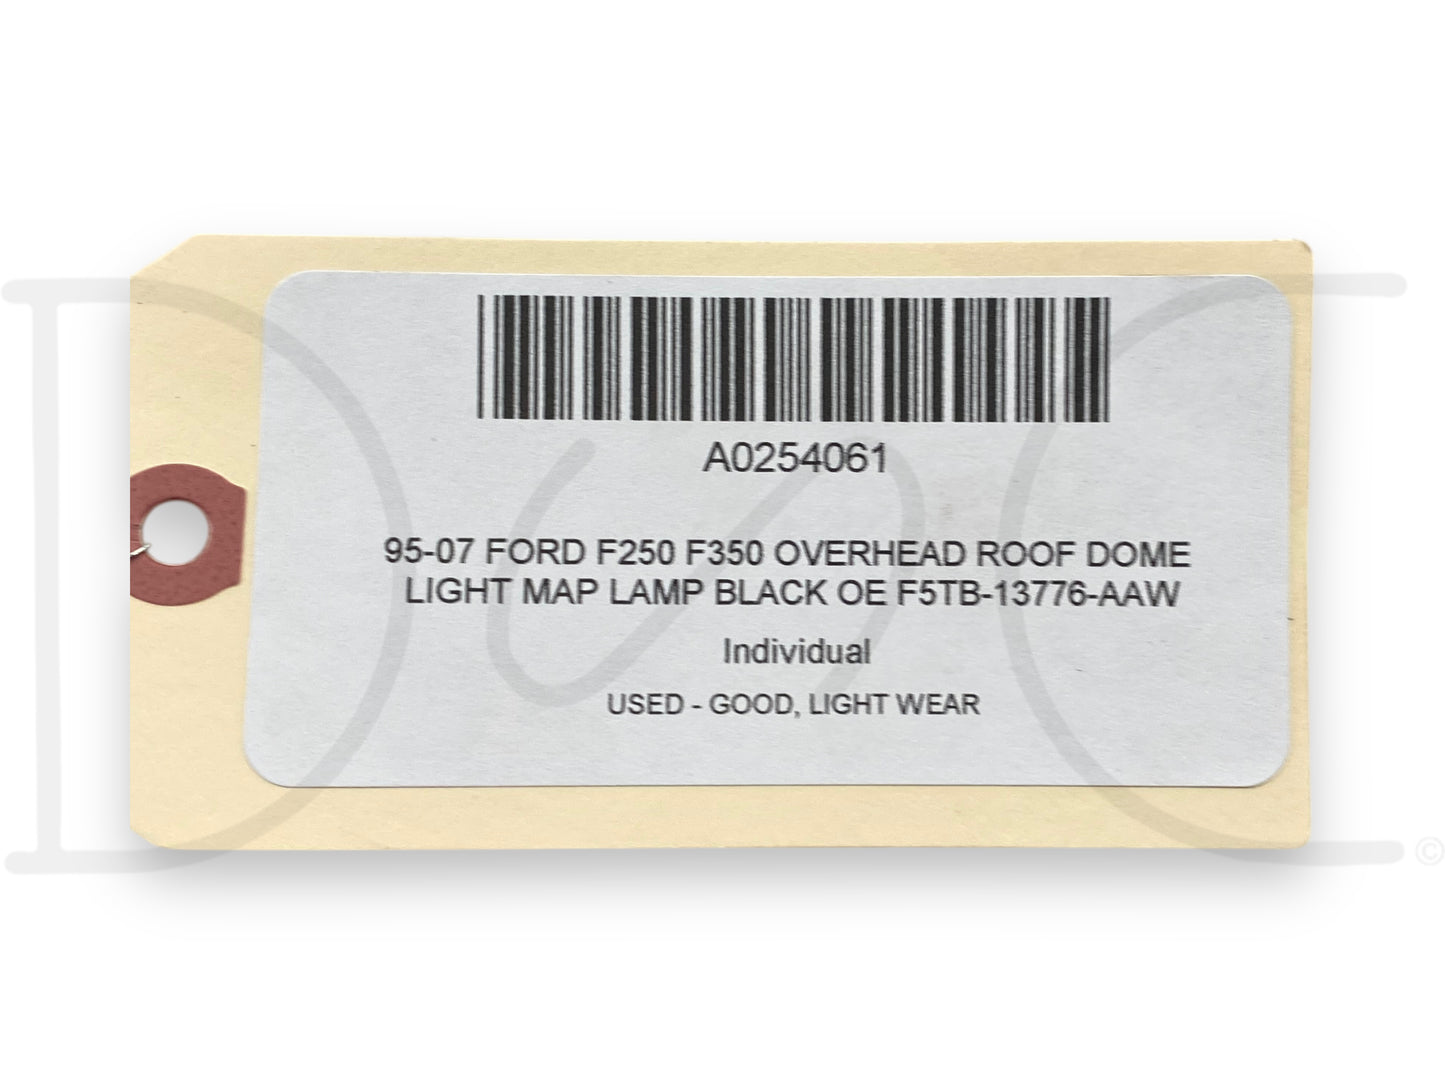 A0254061
95-07 FORD F250 F350 OVERHEAD ROOF DOME
LIGHT MAP LAMP BLACK OE F5TB-13776-AAW
Individual
USED - GOOD, LIGHT WEAR
©